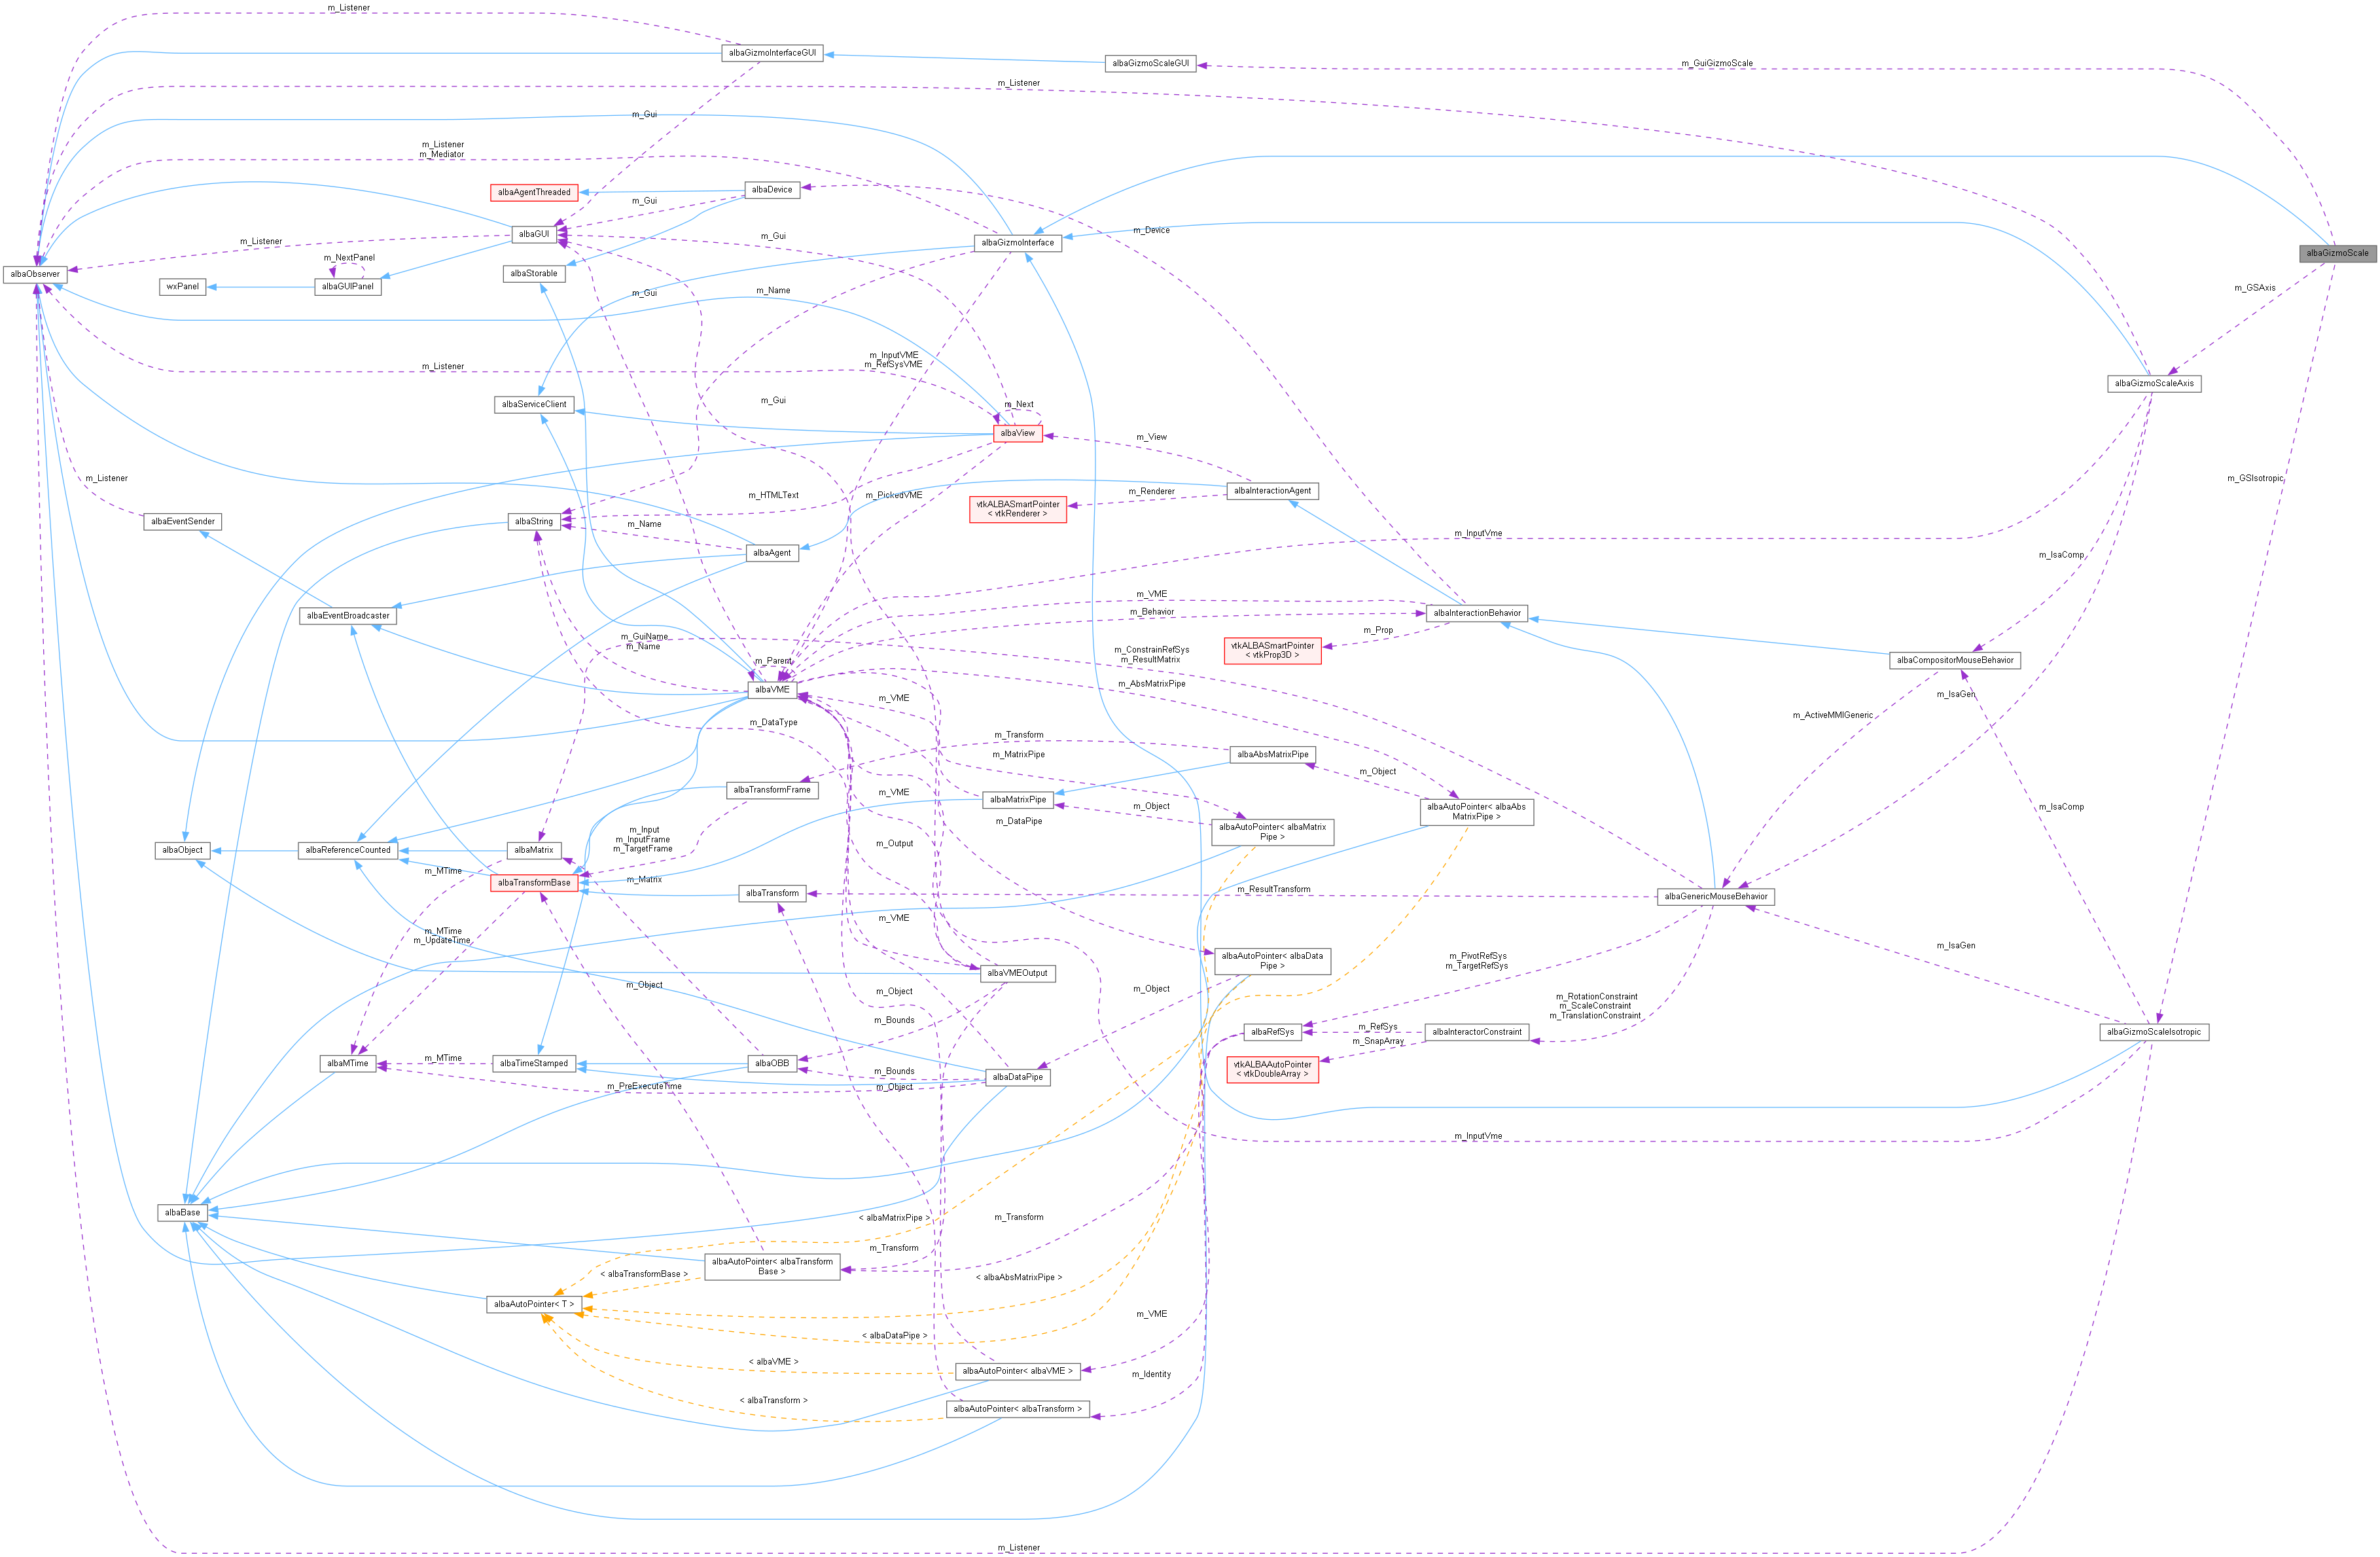 m_Listener
albaGizmoInterfaceGUI
albaGizmoScaleGUI
m_GuiGizmoScale
m_Listener
m_Gui
m_Listener
m_Mediator
albaAgentThreaded
albaDevice
m_Gui
m_Device
albaGUI
m_Listener
m_Gui
albaGizmoInterface
albaGizmoScale
m_NextPanel
albaObserver
wxPanel
albaGUIPanel
albaStorable
m_Gui
m_Name
m_GSAxis
m_Listener
m_InputVME
m_RefSysVME
albaGizmoScaleAxis
albaServiceClient
m_Gui
m_Next
albaView
m_View
m_Listener
m_HTMLText
m_PickedVME
albaInteractionAgent
m_Renderer
vtkALBASmartPointer
< vtkRenderer >
m_GSIsotropic
albaEventSender
albaString
m_Name
albaAgent
m_InputVme
m_IsaComp
m_VME
m_Behavior
albaInteractionBehavior
albaEventBroadcaster
m_GuiName
m_Name
m_Prop
vtkALBASmartPointer
< vtkProp3D >
m_ConstrainRefSys
m_ResultMatrix
albaCompositorMouseBehavior
m_Parent
albaVME
m_AbsMatrixPipe
m_VME
m_IsaGen
m_DataType
m_ActiveMMIGeneric
m_Transform
m_MatrixPipe
albaAbsMatrixPipe
m_Object
albaTransformFrame
m_VME
albaMatrixPipe
m_Object
albaAutoPointer< albaAbs
MatrixPipe >
m_IsaComp
m_DataPipe
albaAutoPointer< albaMatrix
Pipe >
m_Input
m_InputFrame
m_TargetFrame
albaObject
albaReferenceCounted
albaMatrix
m_Output
m_MTime
albaTransformBase
m_Matrix
albaTransform
m_ResultTransform
albaGenericMouseBehavior
m_VME
m_MTime
m_UpdateTime
m_IsaGen
albaAutoPointer< albaData
Pipe >
m_PivotRefSys
m_TargetRefSys
albaVMEOutput
m_Object
m_Object
m_Object
m_RotationConstraint
m_ScaleConstraint
m_TranslationConstraint
m_Bounds
albaRefSys
m_RefSys
albaInteractorConstraint
albaGizmoScaleIsotropic
m_SnapArray
vtkALBAAutoPointer
< vtkDoubleArray >
albaMTime
m_MTime
albaTimeStamped
albaOBB
m_Bounds
albaDataPipe
m_PreExecuteTime
m_Object
m_InputVme
albaBase
< albaMatrixPipe >
m_Transform
m_Transform
albaAutoPointer< albaTransform
Base >
< albaTransformBase >
< albaAbsMatrixPipe >
albaAutoPointer< T >
m_VME
< albaDataPipe >
< albaVME >
albaAutoPointer< albaVME >
m_Identity
< albaTransform >
albaAutoPointer< albaTransform >
m_Listener